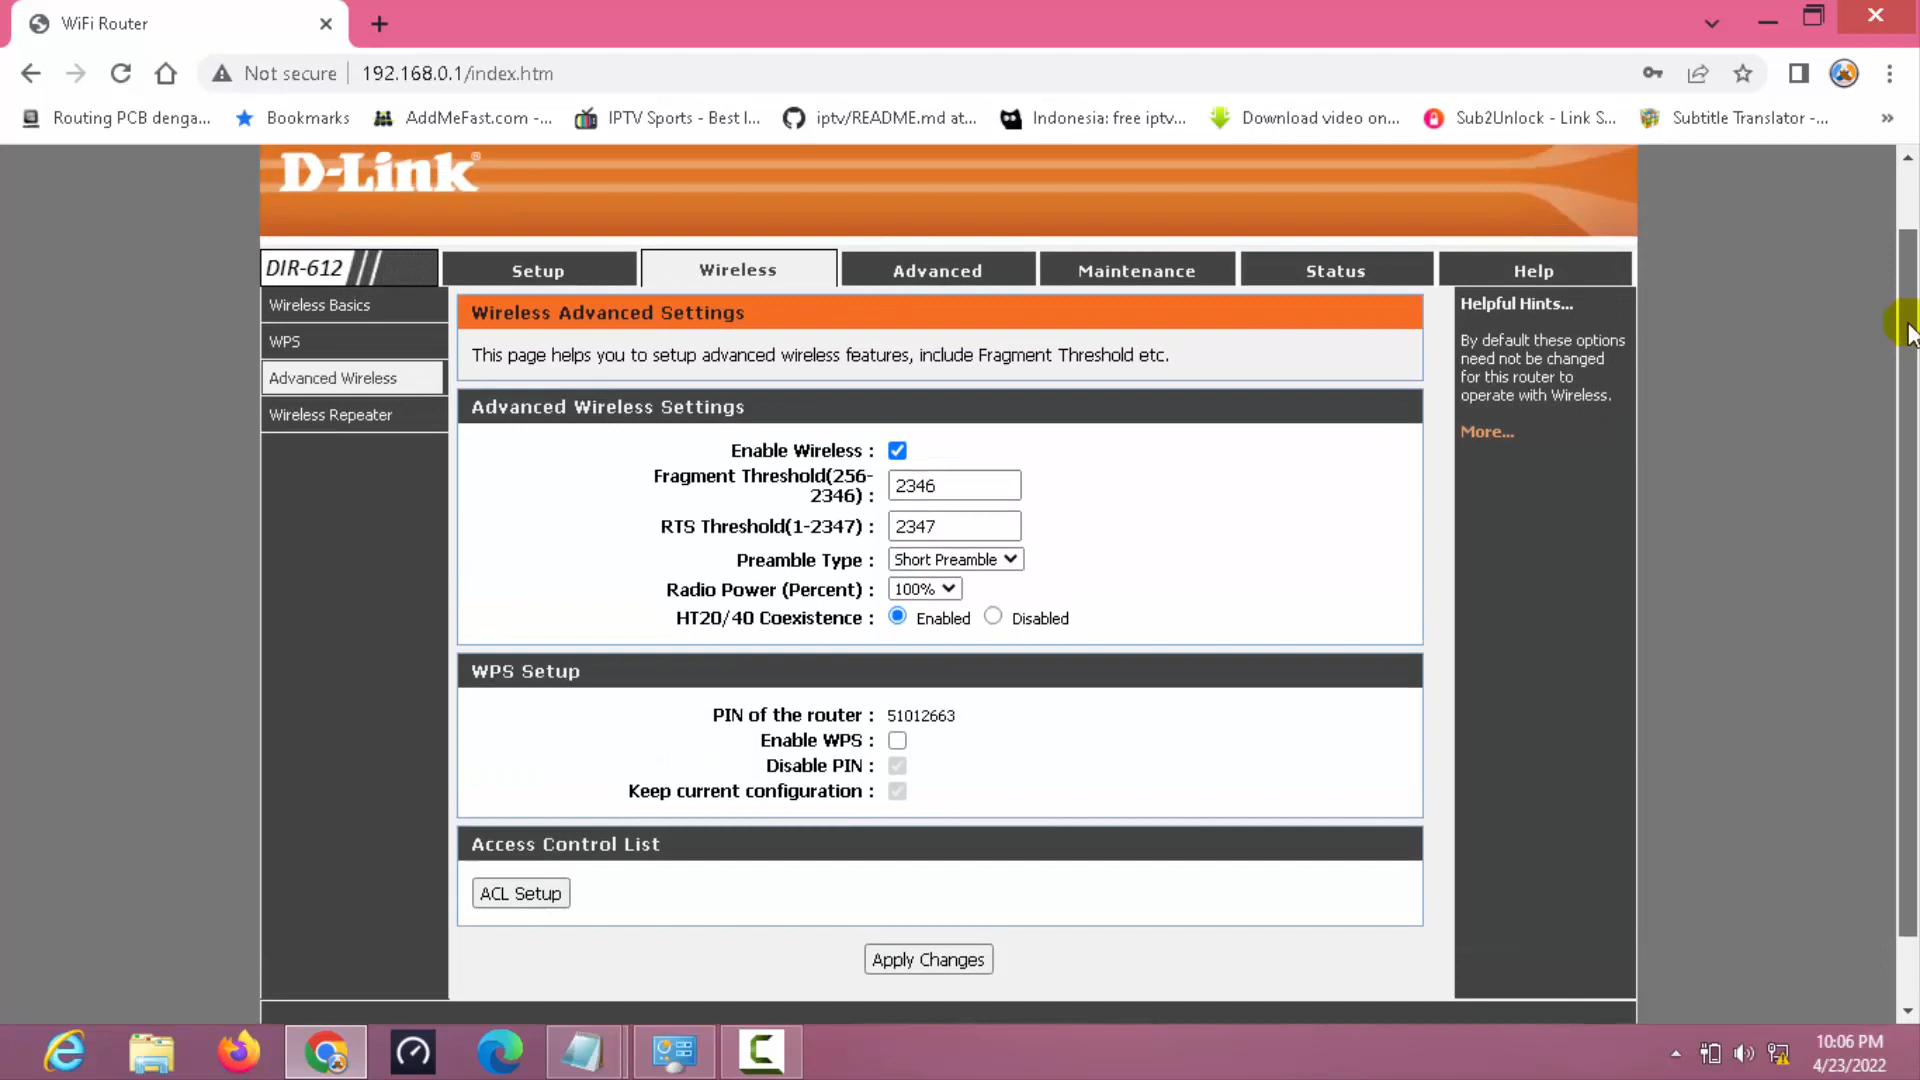 WiFi Router
Not secure
192.168.0.1/index.htm
Routing PCB denga...
Bookmarks
AddMeFast.com -...
IPTV Sports - Best I...
iptv/README.md at...
Indonesia: free iptv...
Download video on...
Sub2Unlock - Link S...
Subtitle Translator -...
»
D-Link®
DIR-612
Setup
Wireless
Advanced
Maintenance
Status
Help
Wireless Basics
WPS
Advanced Wireless
Wireless Repeater
Wireless Advanced Settings
This page helps you to setup advanced wireless features, include Fragment Threshold etc.
Advanced Wireless Settings
Enable Wireless :
Fragment Threshold(256-
2346) : 2346
RTS Threshold(1-2347) : 2347
Preamble Type : Short Preamble
Radio Power (Percent) : 100%
HT20/40 Coexistence : Enabled Disabled
WPS Setup
PIN of the router : 51012663
Enable WPS :
Disable PIN :
Keep current configuration :
Access Control List
ACL Setup
Apply Changes
Helpful Hints...
By default these options
need not be changed
for this router to
operate with Wireless.
More...
10:06 PM
4/23/2022